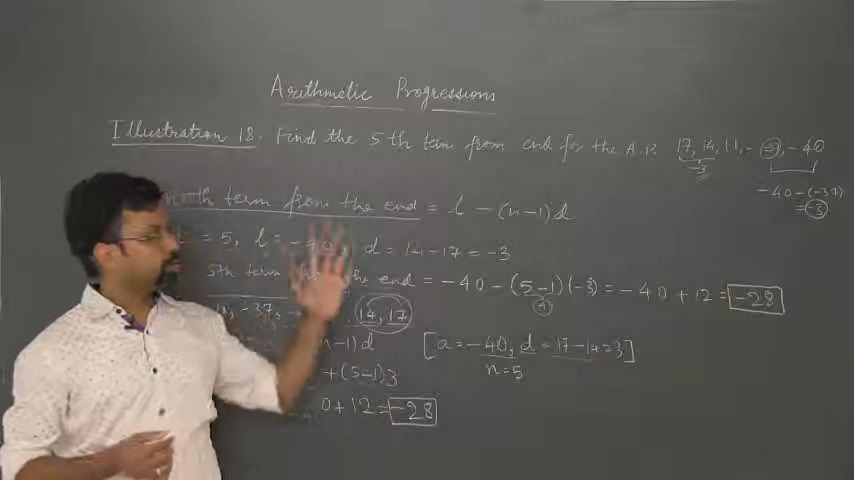 Arithmetic Progressions
Illustration 18. Find the 5th term from end for the A.P. 17, 14, 11, - -37, -40
-3
-40-(-37)
= -3
nth term from the end = l - (n-1)d
= 5, l = -40, d = 14-17 = -3
5th term from the end = -40 - (5-1)(-3) = -40 + 12 = -28
(4)
-37, 14, 17
n-1)d
[a = -40, d = 17-14 = 3]
n = 5
+(5-1)3
0+12 = -28